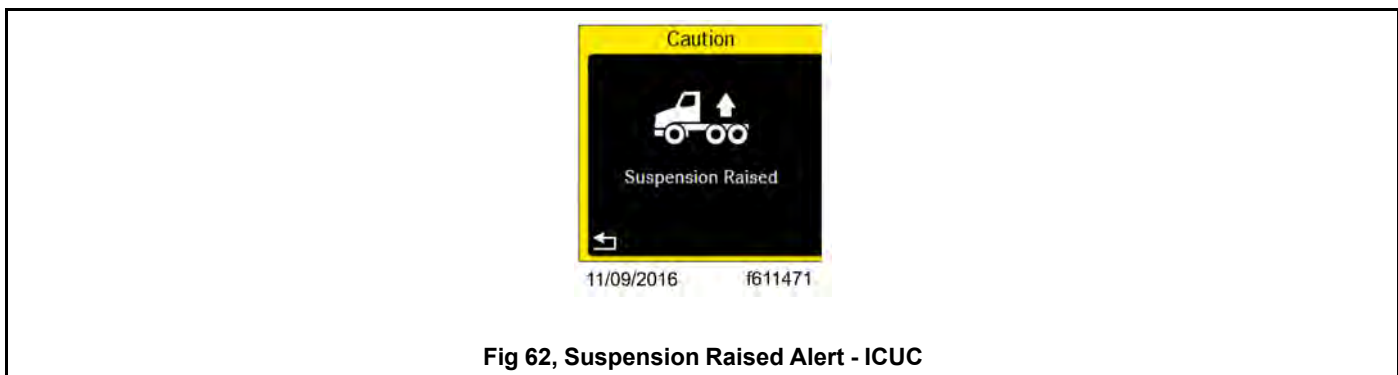 Caution
Suspension Raised
11/09/2016 f611471
Fig 62, Suspension Raised Alert - ICUC